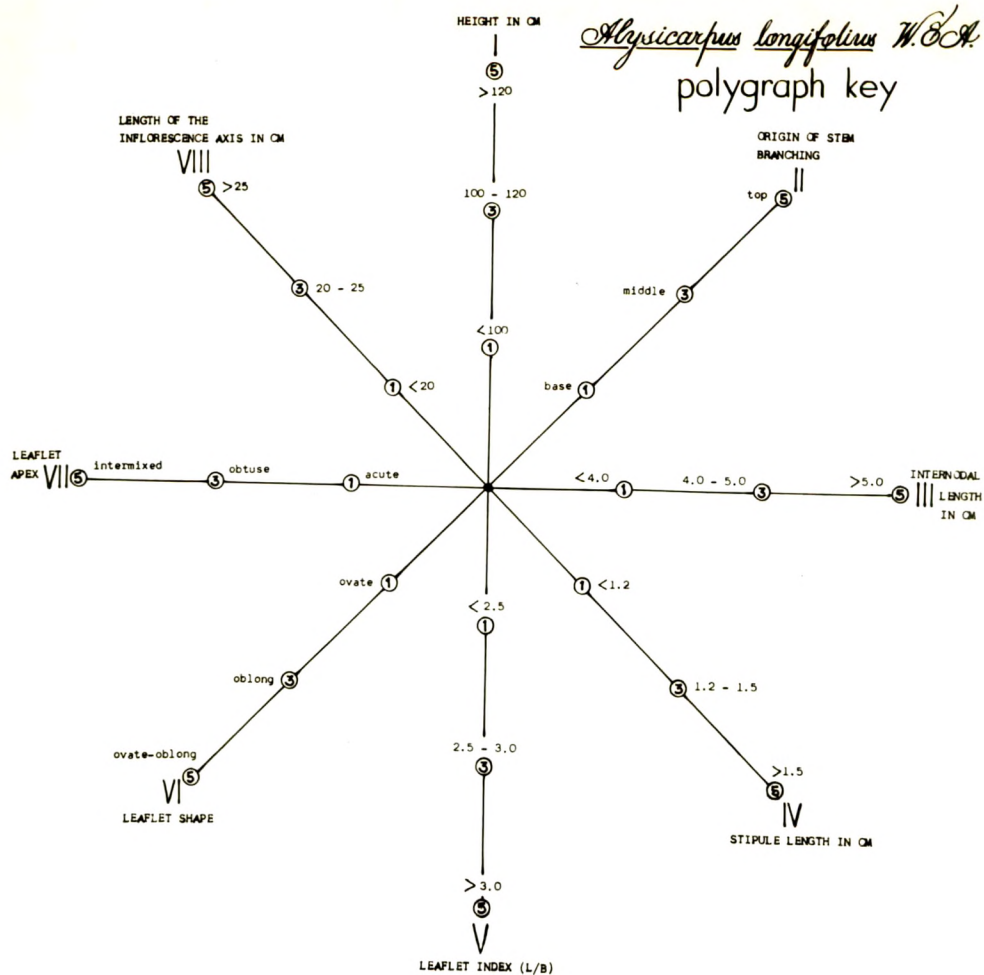 Alysicarpus longifolius W.&A.
polygraph key
HEIGHT IN CM
I
5
>120
100 - 120
3
<100
1
ORIGIN OF STEM
BRANCHING
II
top 5
middle 3
base 1
INTERNODAL
III LENGTH
IN CM
<4.0 1
4.0 - 5.0 3
>5.0 5
1 <1.2
3 1.2 - 1.5
>1.5
5
IV
STIPULE LENGTH IN CM
< 2.5
1
2.5 - 3.0
3
>3.0
5
V
LEAFLET INDEX (L/B)
ovate 1
oblong 3
ovate-oblong 5
VI
LEAFLET SHAPE
LEAFLET
APEX VII 5 intermixed
3 obtuse
1 acute
LENGTH OF THE
INFLORESCENCE AXIS IN CM
VIII
5 >25
3 20 - 25
1 <20